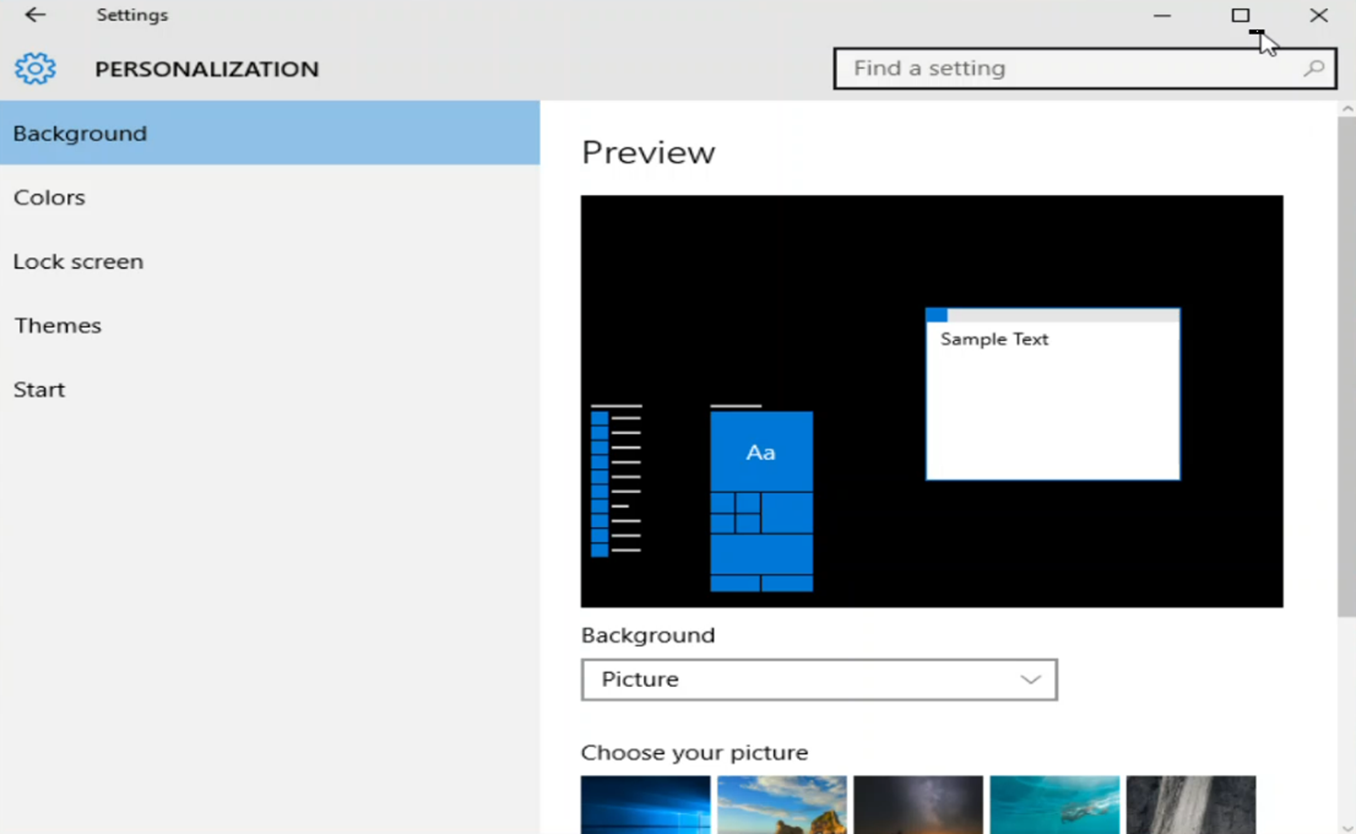 Settings
PERSONALIZATION
Find a setting
Background
Colors
Lock screen
Themes
Start
Preview
Sample Text
Aa
Background
Picture
Choose your picture